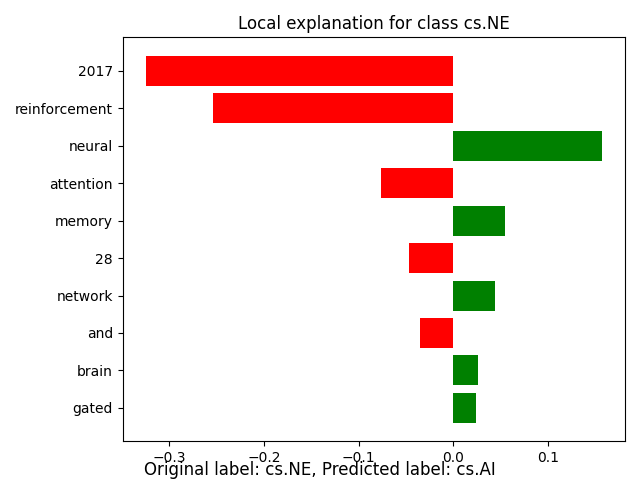 Local explanation for class cs.NE
2017
reinforcement
neural
attention
memory
28
network
and
brain
gated
−0.3 −0.2 −0.1 0.0 0.1
Original label: cs.NE, Predicted label: cs.AI